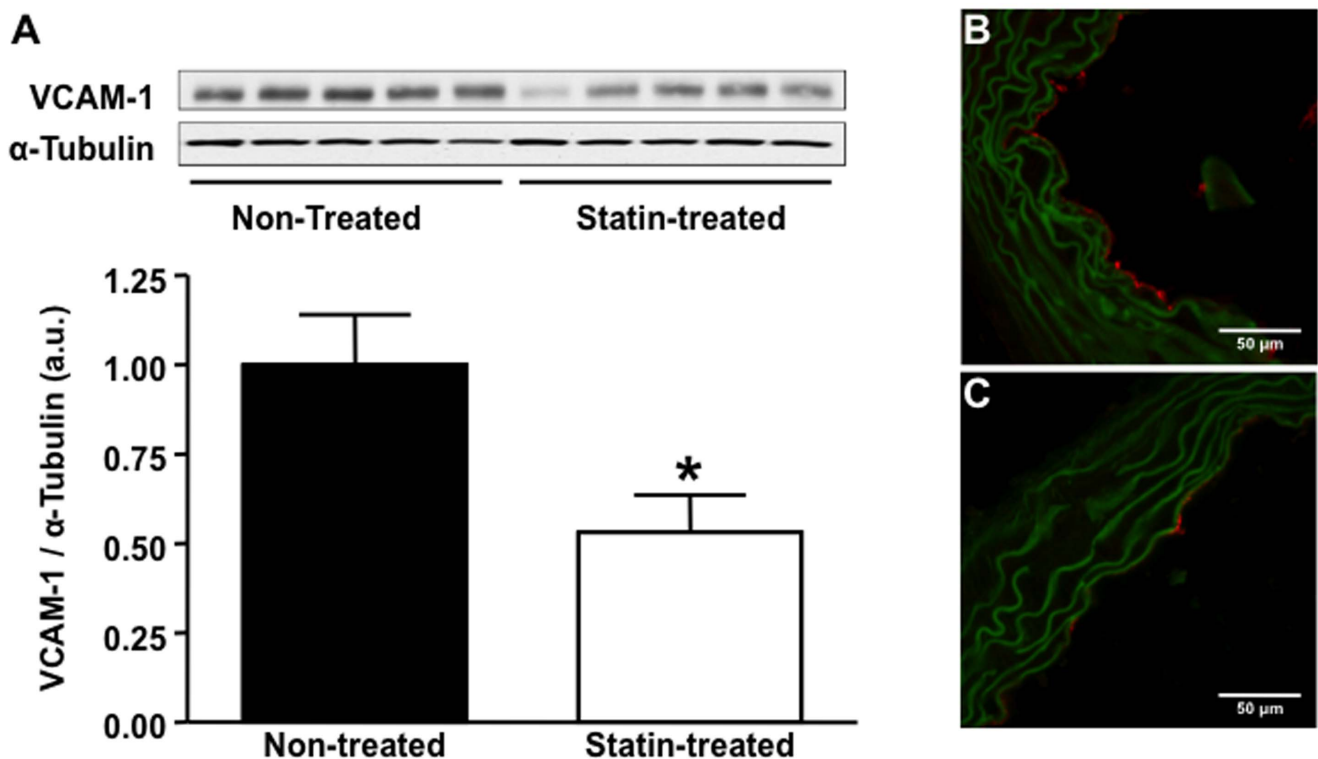 A
VCAM-1
α-Tubulin
Non-Treated Statin-treated
1.25
1.00
0.75
0.50
0.25
0.00
VCAM-1 / α-Tubulin (a.u.)
*
Non-treated Statin-treated
B
50 µm
C
50 µm